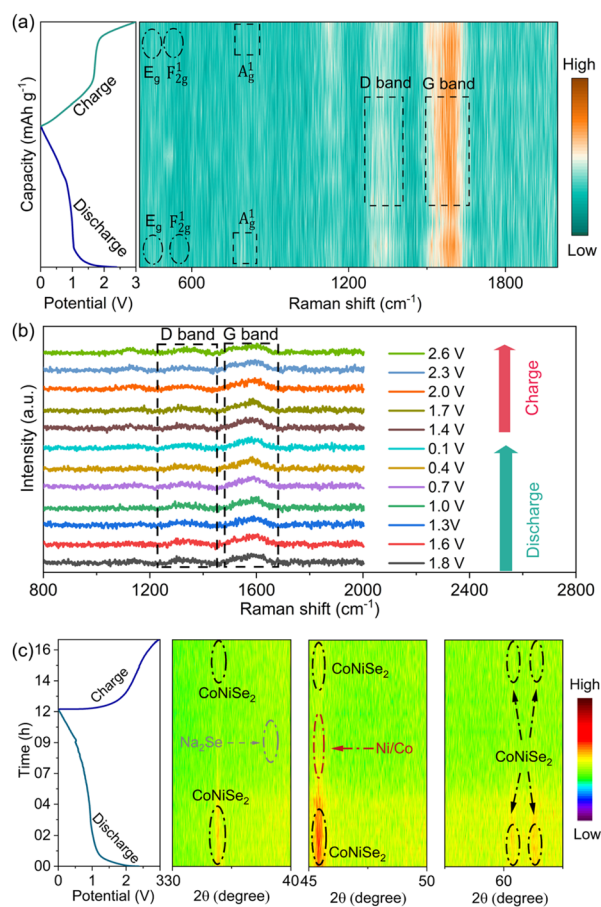 (a)
Capacity (mAh g⁻¹)
Charge
Discharge
0 1 2 3
Potential (V)
E_g F¹_2g A¹_g
D band G band
E_g F¹_2g A¹_g
600 1200 1800
Raman shift (cm⁻¹)
High
Low
(b)
Intensity (a.u.)
D band G band
2.6 V
2.3 V
2.0 V
1.7 V
1.4 V
0.1 V
0.4 V
0.7 V
1.0 V
1.3V
1.6 V
1.8 V
Charge
Discharge
800 1200 1600 2000 2400 2800
Raman shift (cm⁻¹)
(c)
Time (h)
16
14
12
09
07
04
02
00
Charge
Discharge
0 1 2 3
Potential (V)
CoNiSe₂
Na₂Se
CoNiSe₂
30 40
2θ (degree)
CoNiSe₂
Ni/Co
CoNiSe₂
45 50
2θ (degree)
CoNiSe₂
60
2θ (degree)
High
Low